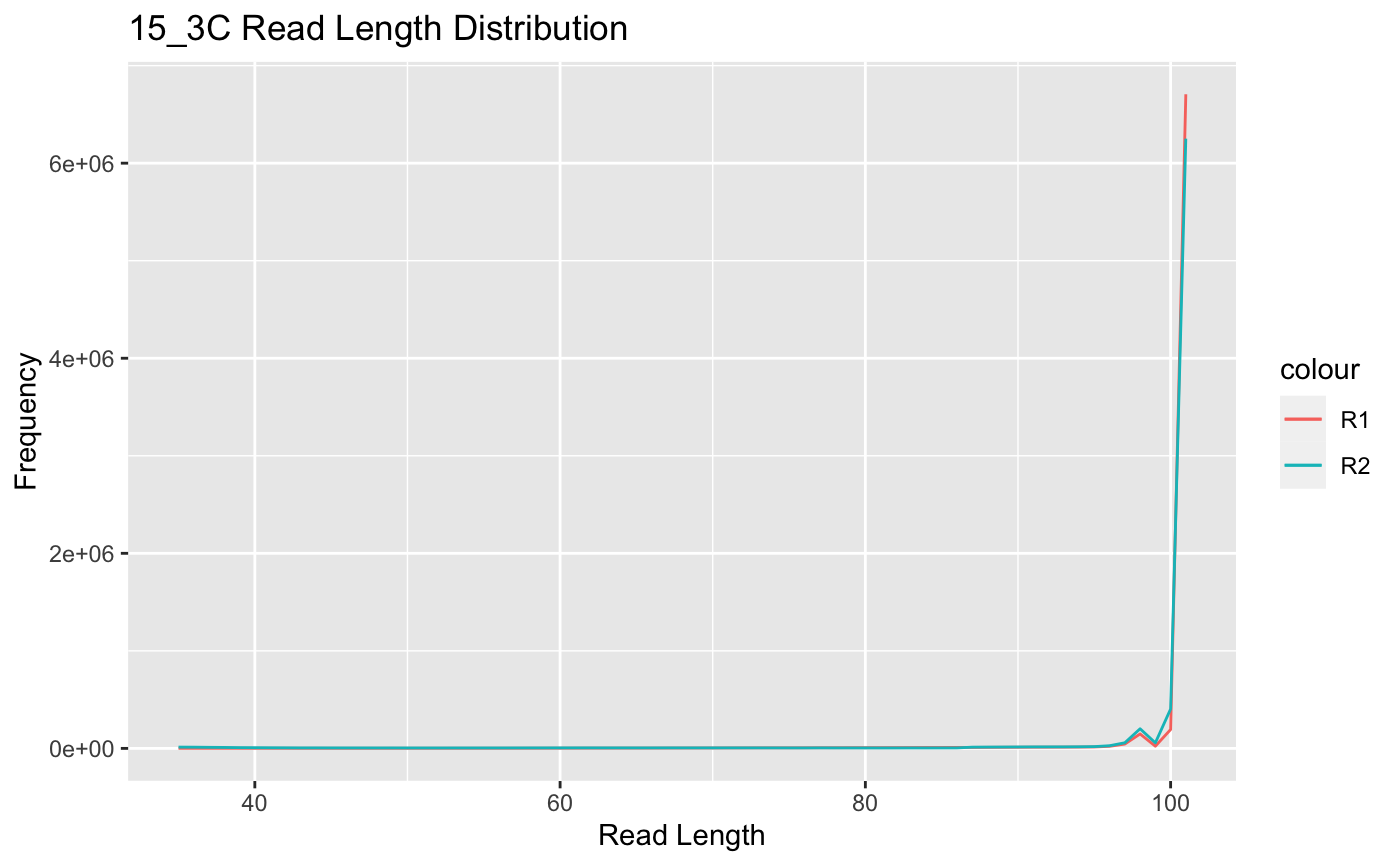 15_3C Read Length Distribution
Frequency
6e+06
4e+06
2e+06
0e+00
40
60
80
100
Read Length
colour
R1
R2